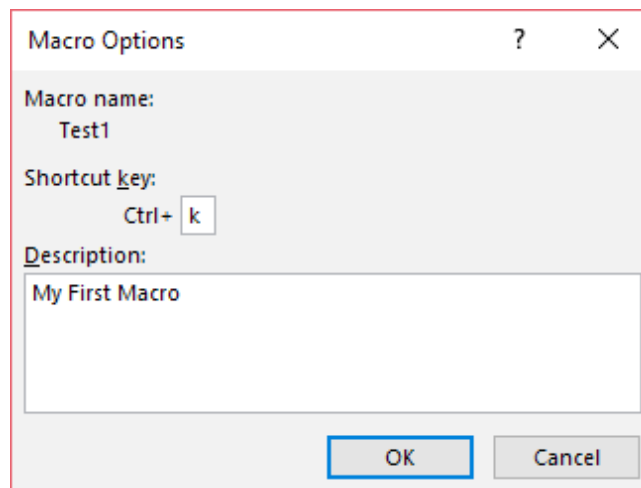 Macro Options ?
Macro name:
Test1
Shortcut key:
Ctrl+ k
Description:
My First Macro
OK Cancel